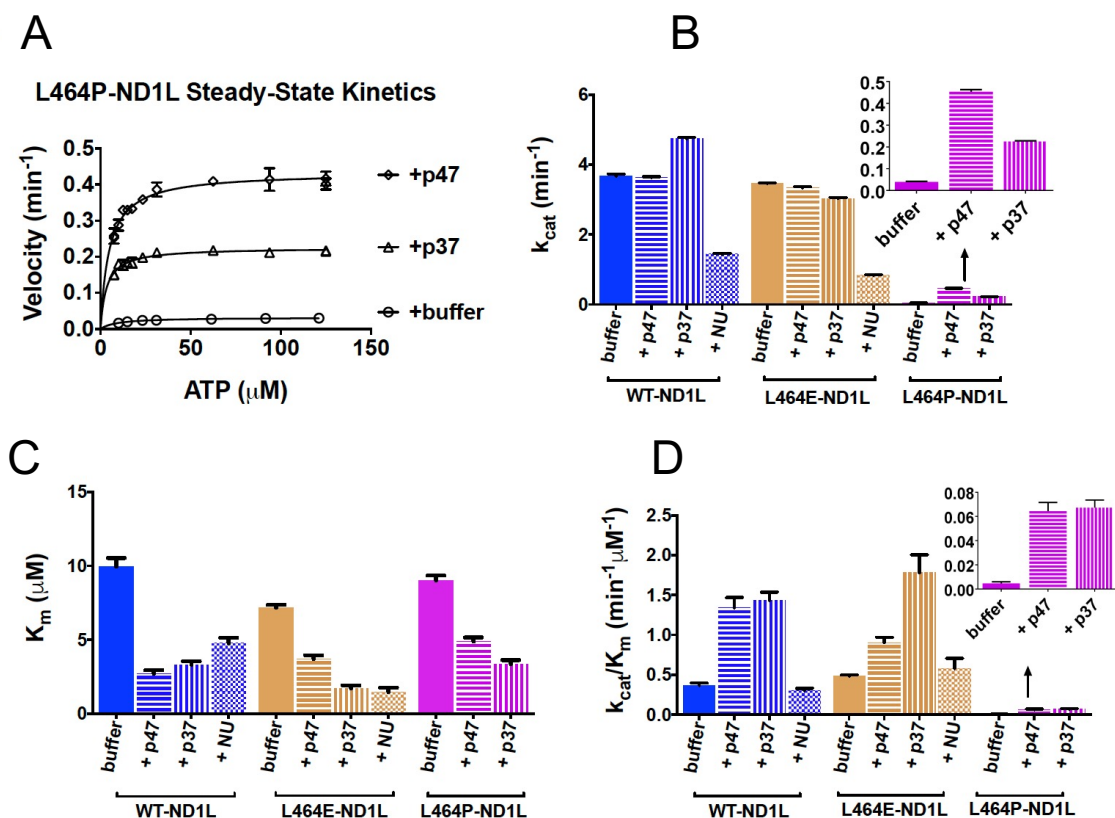 A
L464P-ND1L Steady-State Kinetics
Velocity (min-1)
0.5
0.4
0.3
0.2
0.1
0.0
0
50
100
150
ATP (μM)
+p47
+p37
+buffer
B
kcat (min-1)
6
4
2
0
buffer
+ p47
+ p37
+ NU
WT-ND1L
buffer
+ p47
+ p37
+ NU
L464E-ND1L
buffer
+ p47
+ p37
L464P-ND1L
0.5
0.4
0.3
0.2
0.1
0.0
buffer
+ p47
+ p37
C
Km (μM)
15
10
5
0
buffer
+ p47
+ p37
+ NU
WT-ND1L
buffer
+ p47
+ p37
+ NU
L464E-ND1L
buffer
+ p47
+ p37
L464P-ND1L
D
kcat/Km (min-1μM-1)
2.5
2.0
1.5
1.0
0.5
0.0
buffer
+ p47
+ p37
+ NU
WT-ND1L
buffer
+ p47
+ p37
+ NU
L464E-ND1L
buffer
+ p47
+ p37
L464P-ND1L
0.08
0.06
0.04
0.02
0.00
buffer
+ p47
+ p37